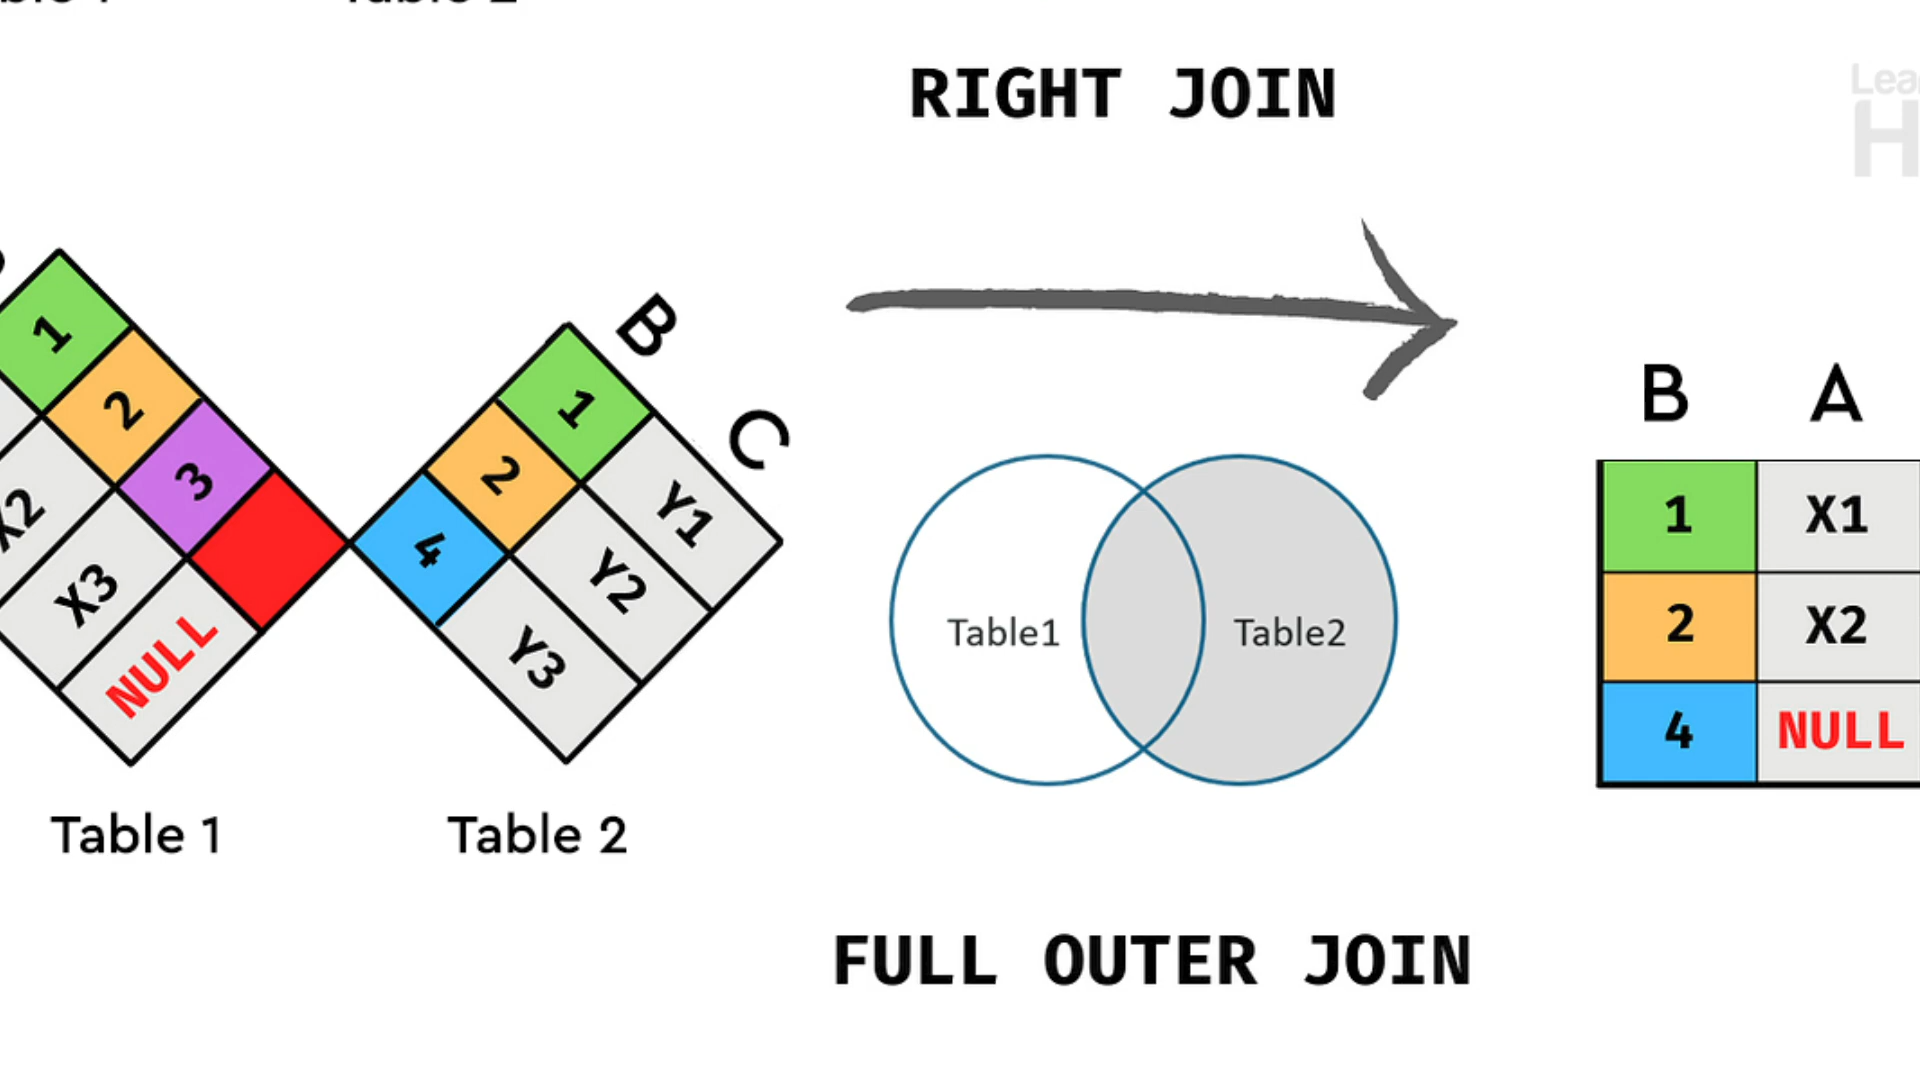 RIGHT JOIN
B
C
1
2
3
X3
NULL
1
2
4
Y1
Y2
Y3
Table 1
Table 2
Table1
Table2
B A
1 X1
2 X2
4 NULL
FULL OUTER JOIN